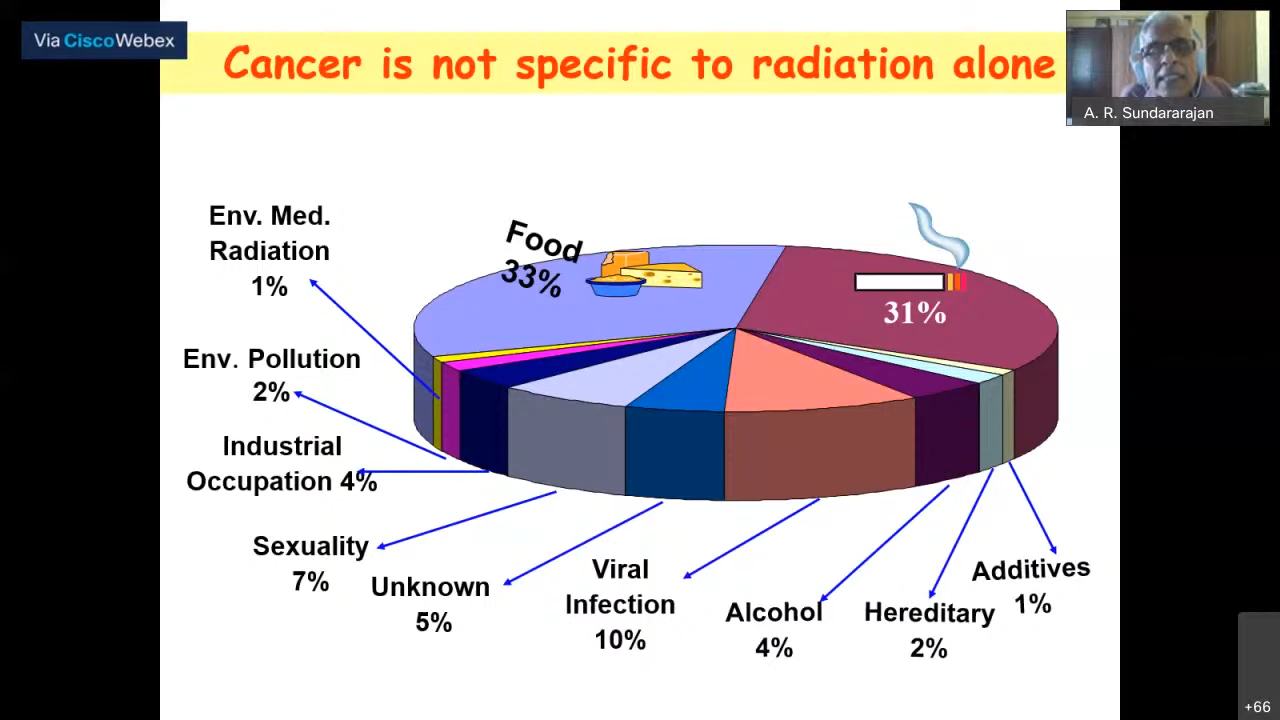 Via CiscoWebex
Cancer is not specific to radiation alone
A. R. Sundararajan
Env. Med.
Radiation
1%
Food
33%
31%
Env. Pollution
2%
Industrial
Occupation 4%
Sexuality
7%
Unknown
5%
Viral
Infection
10%
Alcohol
4%
Hereditary
2%
Additives
1%
+66